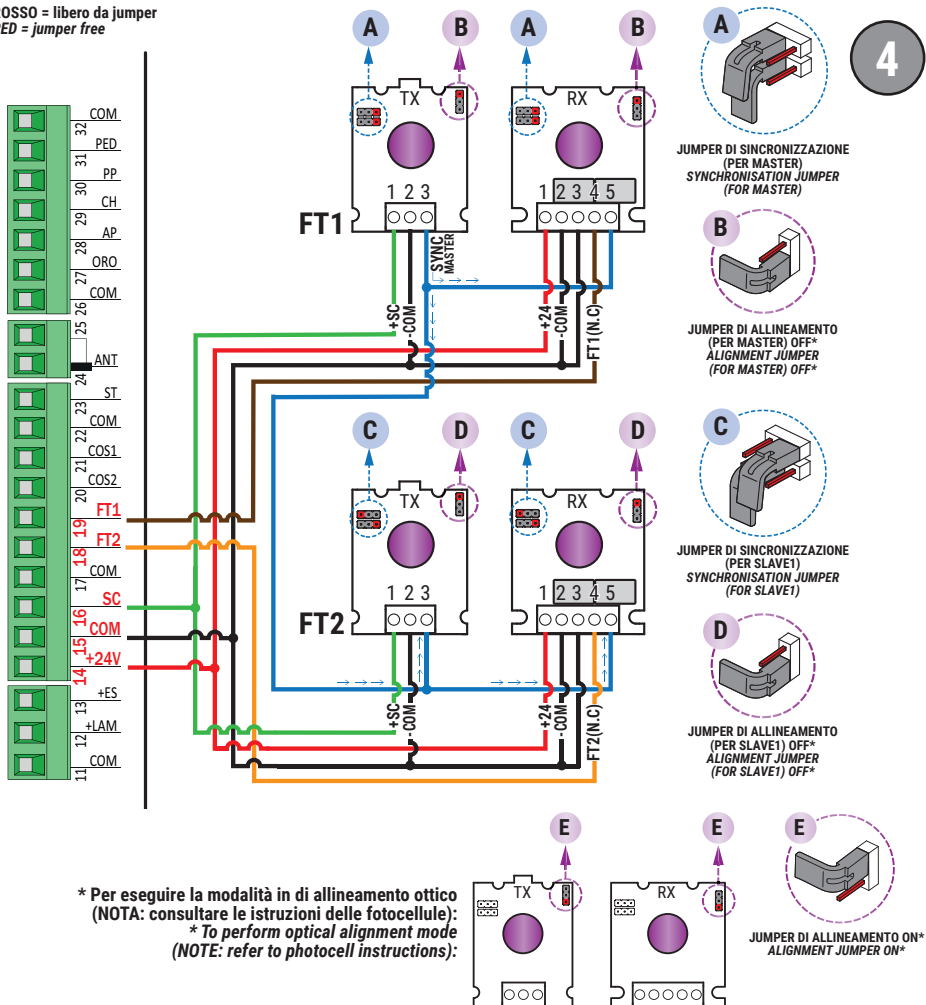 ROSSO = libero da jumper
RED = jumper free
A
B
A
B
A
4
TX
RX
JUMPER DI SINCRONIZZAZIONE
(PER MASTER)
SYNCHRONISATION JUMPER
(FOR MASTER)
1 2 3
1 2 3 4 5
FT1
SYNC
MASTER
B
JUMPER DI ALLINEAMENTO
(PER MASTER) OFF*
ALIGNMENT JUMPER
(FOR MASTER) OFF*
+SC
-COM
+24
-COM
FT1(N.C)
32 COM
31 PED
30 PP
29 CH
28 AP
27 ORO
26 COM
25
24 ANT
23 ST
22 COM
21 COS1
20 COS2
19 FT1
18 FT2
17 COM
16 SC
15 COM
14 +24V
13 +ES
12 +LAM
11 COM
C
D
C
D
C
TX
RX
JUMPER DI SINCRONIZZAZIONE
(PER SLAVE1)
SYNCHRONISATION JUMPER
(FOR SLAVE1)
1 2 3
1 2 3 4 5
FT2
D
JUMPER DI ALLINEAMENTO
(PER SLAVE1) OFF*
ALIGNMENT JUMPER
(FOR SLAVE1) OFF*
+SC
-COM
+24
-COM
FT2(N.C)
E
E
E
TX
RX
* Per eseguire la modalità in di allineamento ottico
(NOTA: consultare le istruzioni delle fotocellule):
* To perform optical alignment mode
(NOTE: refer to photocell instructions):
JUMPER DI ALLINEAMENTO ON*
ALIGNMENT JUMPER ON*